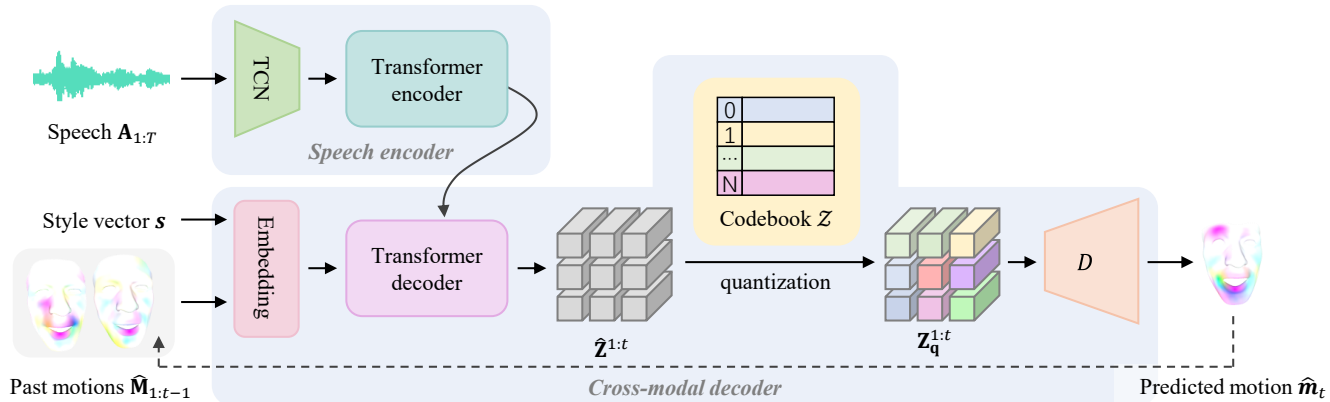 TCN
Transformer
encoder
Speech A₁:T
Speech encoder
0
1
...
N
Codebook 𝒵
Style vector s
Embedding
Transformer
decoder
quantization
D
Ẑ¹:ᵗ
Z_q¹:ᵗ
Past motions M̂₁:t−1
Cross-modal decoder
Predicted motion m̂ₜ